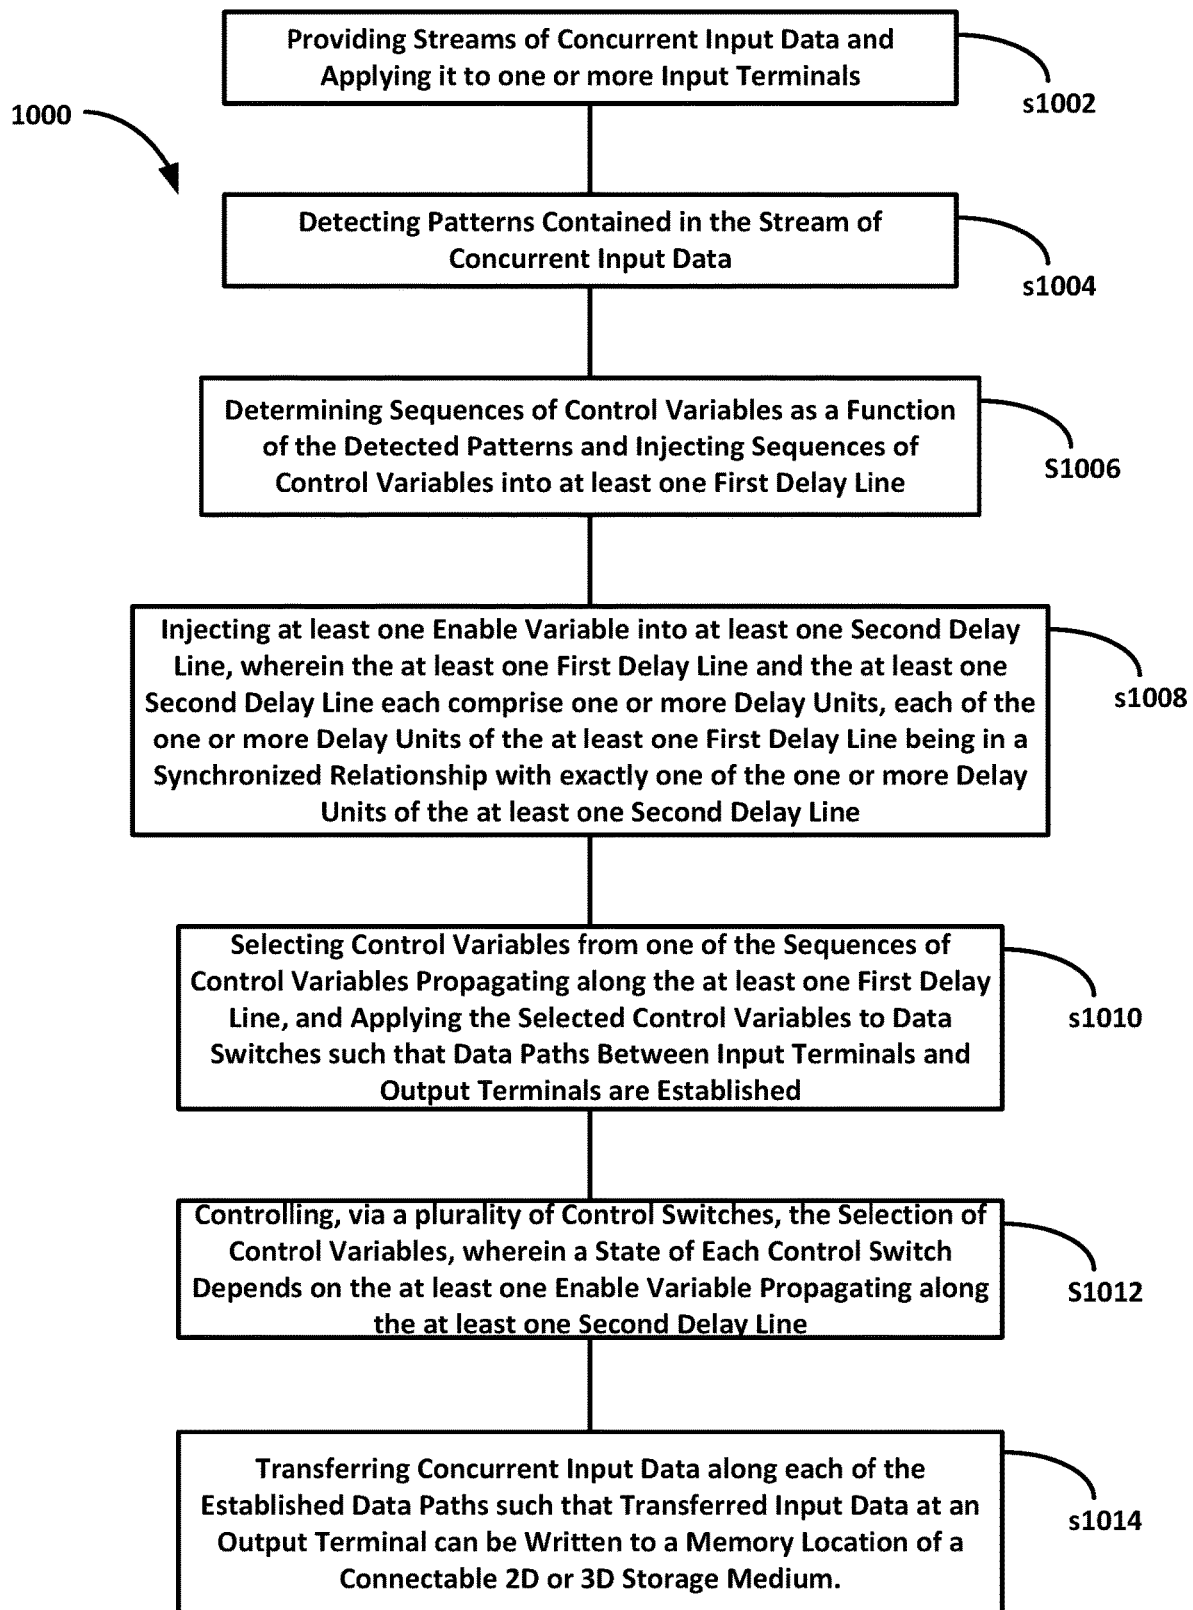 Providing Streams of Concurrent Input Data and
Applying it to one or more Input Terminals
s1002
1000
Detecting Patterns Contained in the Stream of
Concurrent Input Data
s1004
Determining Sequences of Control Variables as a Function
of the Detected Patterns and Injecting Sequences of
Control Variables into at least one First Delay Line
S1006
Injecting at least one Enable Variable into at least one Second Delay
Line, wherein the at least one First Delay Line and the at least one
Second Delay Line each comprise one or more Delay Units, each of the
one or more Delay Units of the at least one First Delay Line being in a
Synchronized Relationship with exactly one of the one or more Delay
Units of the at least one Second Delay Line
s1008
Selecting Control Variables from one of the Sequences of
Control Variables Propagating along the at least one First Delay
Line, and Applying the Selected Control Variables to Data
Switches such that Data Paths Between Input Terminals and
Output Terminals are Established
s1010
Controlling, via a plurality of Control Switches, the Selection of
Control Variables, wherein a State of Each Control Switch
Depends on the at least one Enable Variable Propagating along
the at least one Second Delay Line
S1012
Transferring Concurrent Input Data along each of the
Established Data Paths such that Transferred Input Data at an
Output Terminal can be Written to a Memory Location of a
Connectable 2D or 3D Storage Medium.
s1014